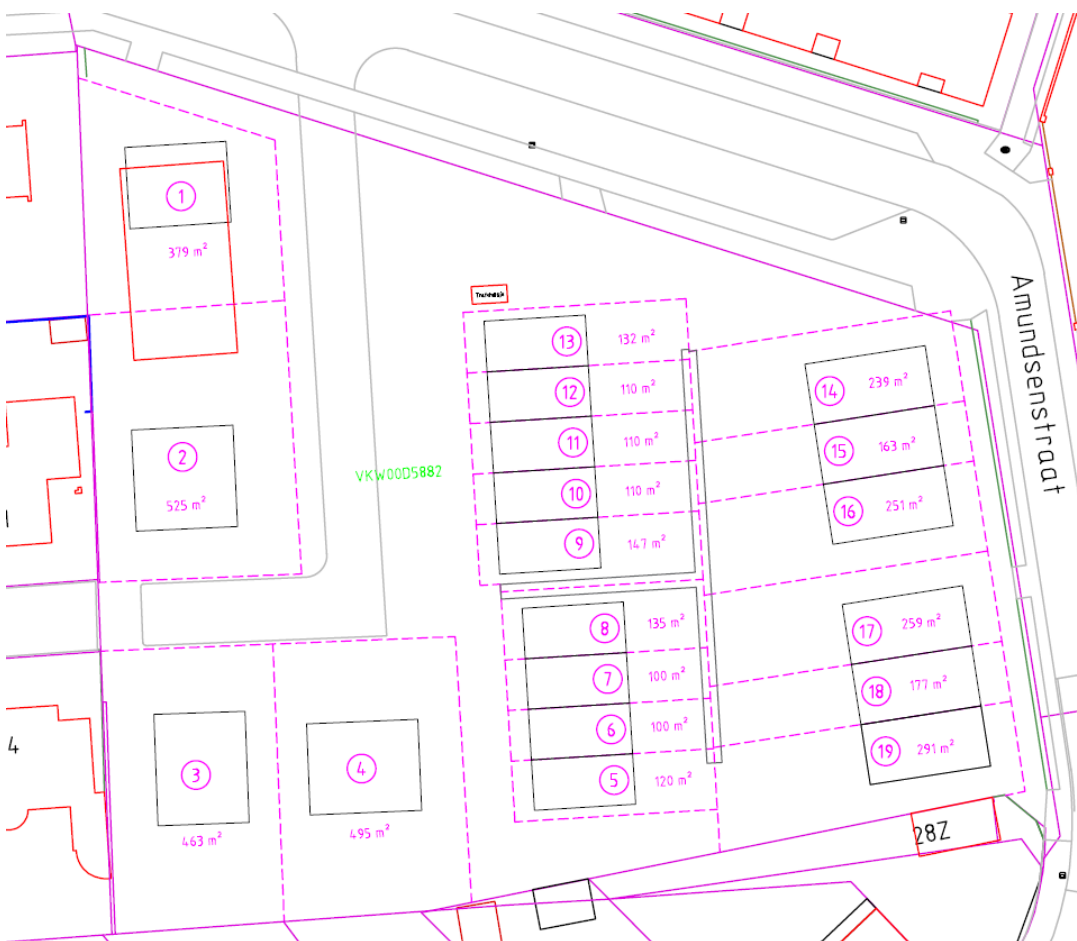 1
379 m²
2
525 m²
3
463 m²
4
495 m²
VKW00D5882
13 132 m²
12 110 m²
11 110 m²
10 110 m²
9 147 m²
8 135 m²
7 100 m²
6 100 m²
5 120 m²
14 239 m²
15 163 m²
16 251 m²
17 259 m²
18 177 m²
19 291 m²
Amundsenstraat
28Z
4